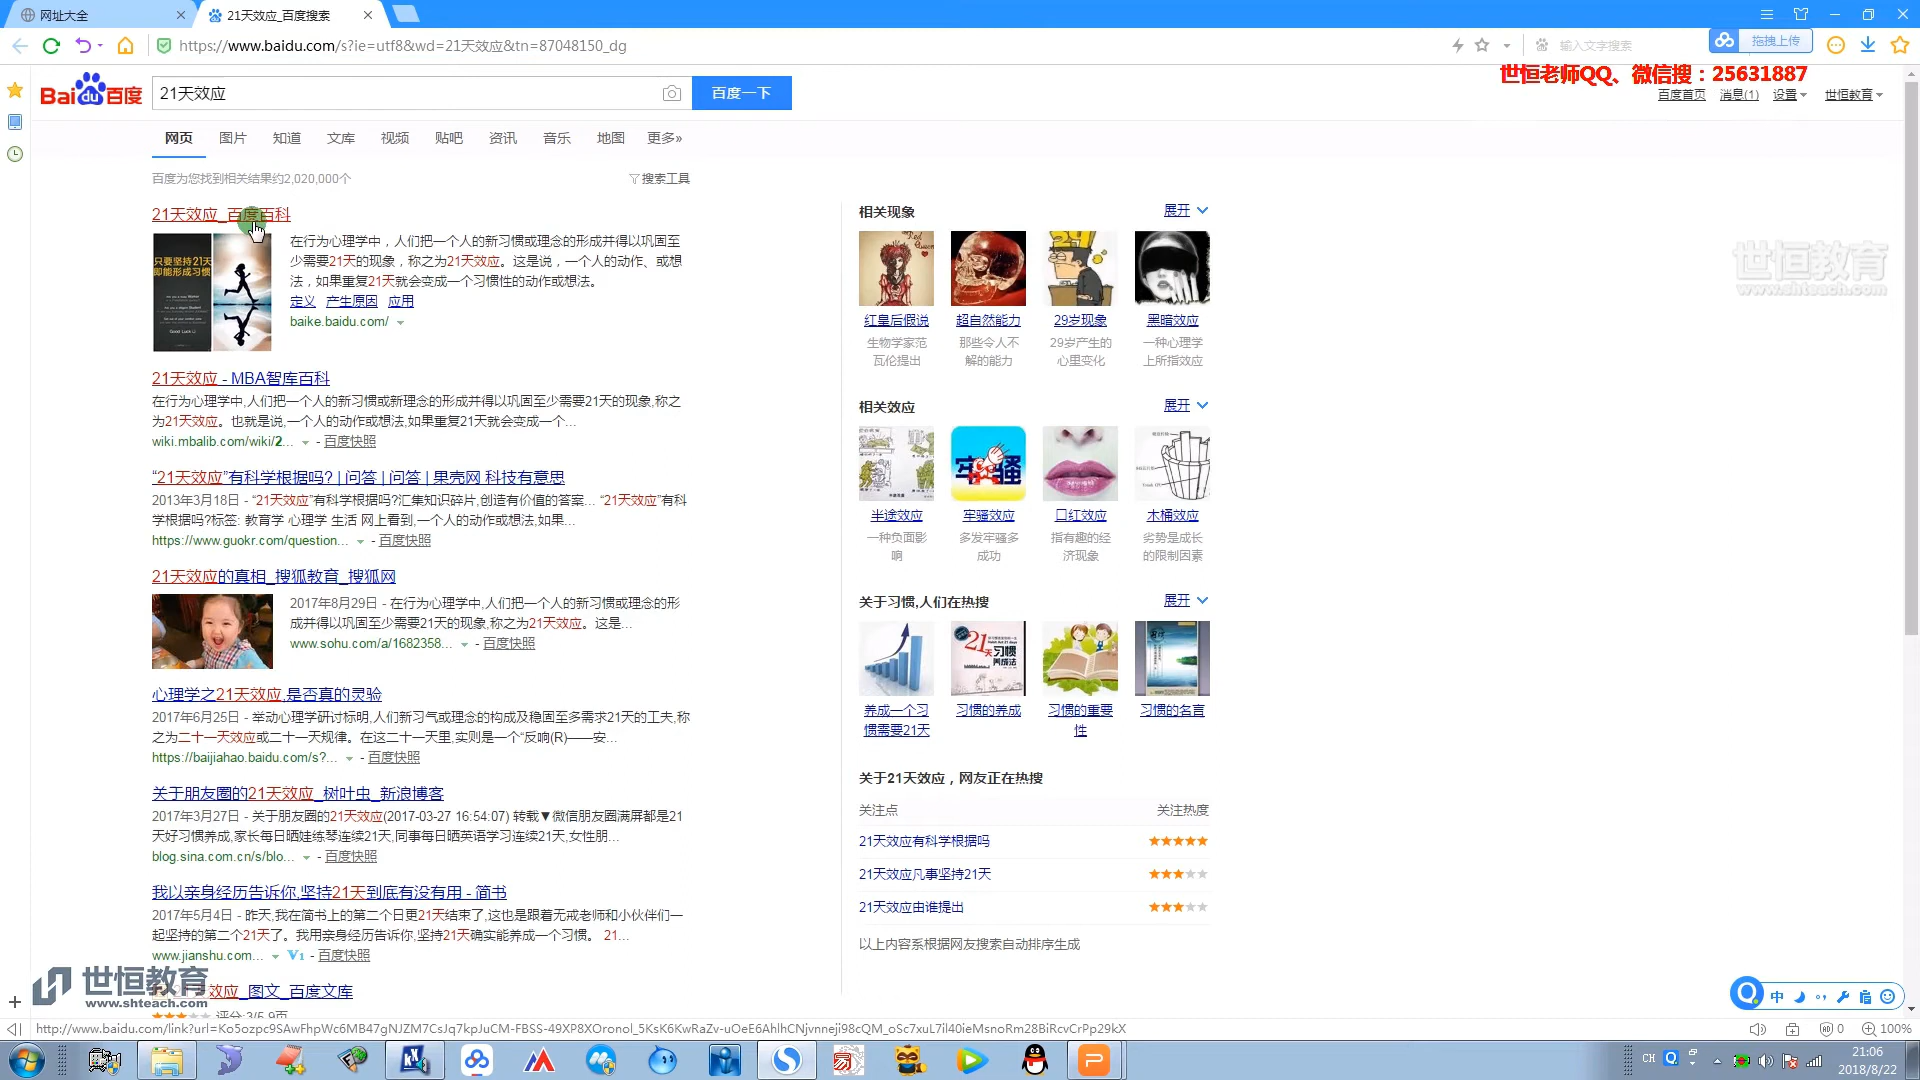 网址大全
21天效应_百度搜索
https://www.baidu.com/s?ie=utf8&wd=21天效应&tn=87048150_dg
输入文字搜索
拖拽上传
世恒老师QQ、微信搜：25631887
Bai du 百度
21天效应
百度一下
百度首页 消息(1) 设置 世恒教育
网页 图片 知道 文库 视频 贴吧 资讯 音乐 地图 更多»
百度为您找到相关结果约2,020,000个
搜索工具
21天效应_百度百科
只要坚持21天
即能形成习惯
Good Luck Li
在行为心理学中，人们把一个人的新习惯或理念的形成并得以巩固至
少需要21天的现象，称之为21天效应。这是说，一个人的动作、或想
法，如果重复21天就会变成一个习惯性的动作或想法。
定义 产生原因 应用
baike.baidu.com/
21天效应 - MBA智库百科
在行为心理学中,人们把一个人的新习惯或新理念的形成并得以巩固至少需要21天的现象,称之
为21天效应。也就是说,一个人的动作或想法,如果重复21天就会变成一个...
wiki.mbalib.com/wiki/2... - 百度快照
“21天效应”有科学根据吗? | 问答 | 问答 | 果壳网 科技有意思
2013年3月18日 - “21天效应”有科学根据吗?汇集知识碎片,创造有价值的答案... “21天效应”有科
学根据吗?标签: 教育学 心理学 生活 网上看到,一个人的动作或想法,如果...
https://www.guokr.com/question... - 百度快照
21天效应的真相_搜狐教育_搜狐网
2017年8月29日 - 在行为心理学中,人们把一个人的新习惯或理念的形
成并得以巩固至少需要21天的现象,称之为21天效应。这是...
www.sohu.com/a/1682358... - 百度快照
心理学之21天效应,是否真的灵验
2017年6月25日 - 举动心理学研讨标明,人们新习气或理念的构成及稳固至多需求21天的工夫,称
之为二十一天效应或二十一天规律。在这二十一天里,实则是一个“反响(R)——安...
https://baijiahao.baidu.com/s?... - 百度快照
关于朋友圈的21天效应_树叶虫_新浪博客
2017年3月27日 - 关于朋友圈的21天效应(2017-03-27 16:54:07) 转载▼微信朋友圈满屏都是21
天好习惯养成,家长每日晒娃练琴连续21天,同事每日晒英语学习连续21天,女性朋...
blog.sina.com.cn/s/blo... - 百度快照
我以亲身经历告诉你,坚持21天到底有没有用 - 简书
2017年5月4日 - 昨天,我在简书上的第二个日更21天结束了,这也是跟着无戒老师和小伙伴们一
起坚持的第二个21天了。我用亲身经历告诉你,坚持21天确实能养成一个习惯。 21...
www.jianshu.com... V1 - 百度快照
效应_图文_百度文库
评分:3/5.9页
相关现象
展开
红皇后假说 超自然能力 29岁现象 黑暗效应
生物学家范 那些令人不 29岁产生的 一种心理学
瓦伦提出 解的能力 心里变化 上所指效应
相关效应
展开
牢骚
半途效应 牢骚效应 口红效应 木桶效应
一种负面影 多发牢骚多 指有趣的经 劣势是成长
响 成功 济现象 的限制因素
关于习惯,人们在热搜
展开
21天习惯养成法
养成一个习 习惯的养成 习惯的重要 习惯的名言
惯需要21天 性
关于21天效应，网友正在热搜
关注点 关注热度
21天效应有科学根据吗
21天效应凡事坚持21天
21天效应由谁提出
以上内容系根据网友搜索自动排序生成
世恒教育
www.shteach.com
世恒教育
www.shteach.com
中
http://www.baidu.com/link?url=Ko5ozpc9SAwFhpWc6MB47gNJZM7CsJq7kpJuCM-FBSS-49XP8XOronol_5KsK6KwRaZv-uOeE6AhlhCNjvnneji98cQM_oSc7xuL7il40ieMsnoRm28BiRcvCrPp29kX
0
100%
CH
21:06
2018/8/22